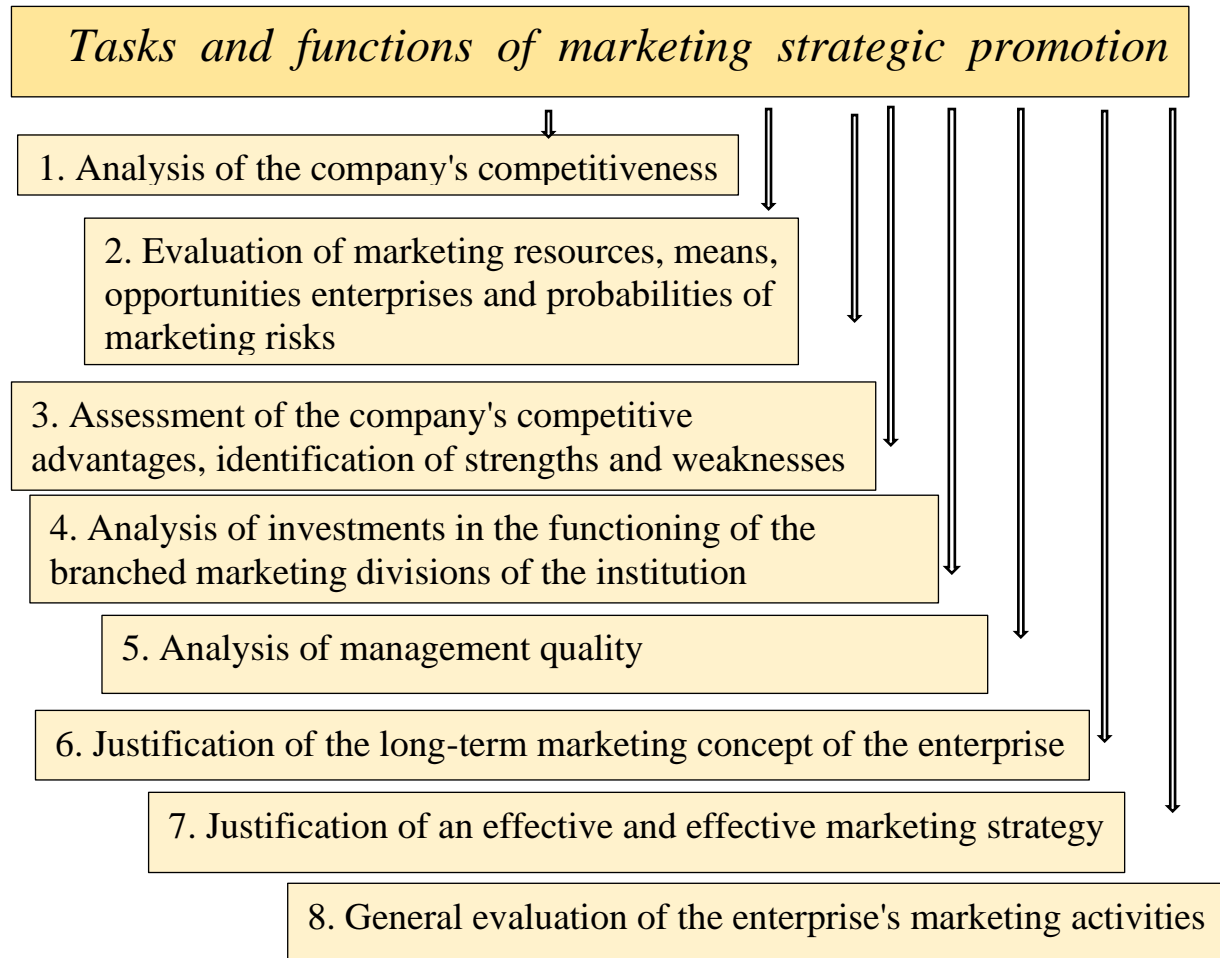 Tasks and functions of marketing strategic promotion
1. Analysis of the company's competitiveness
2. Evaluation of marketing resources, means,
opportunities enterprises and probabilities of
marketing risks
3. Assessment of the company's competitive
advantages, identification of strengths and weaknesses
4. Analysis of investments in the functioning of the
branched marketing divisions of the institution
5. Analysis of management quality
6. Justification of the long-term marketing concept of the enterprise
7. Justification of an effective and effective marketing strategy
8. General evaluation of the enterprise's marketing activities